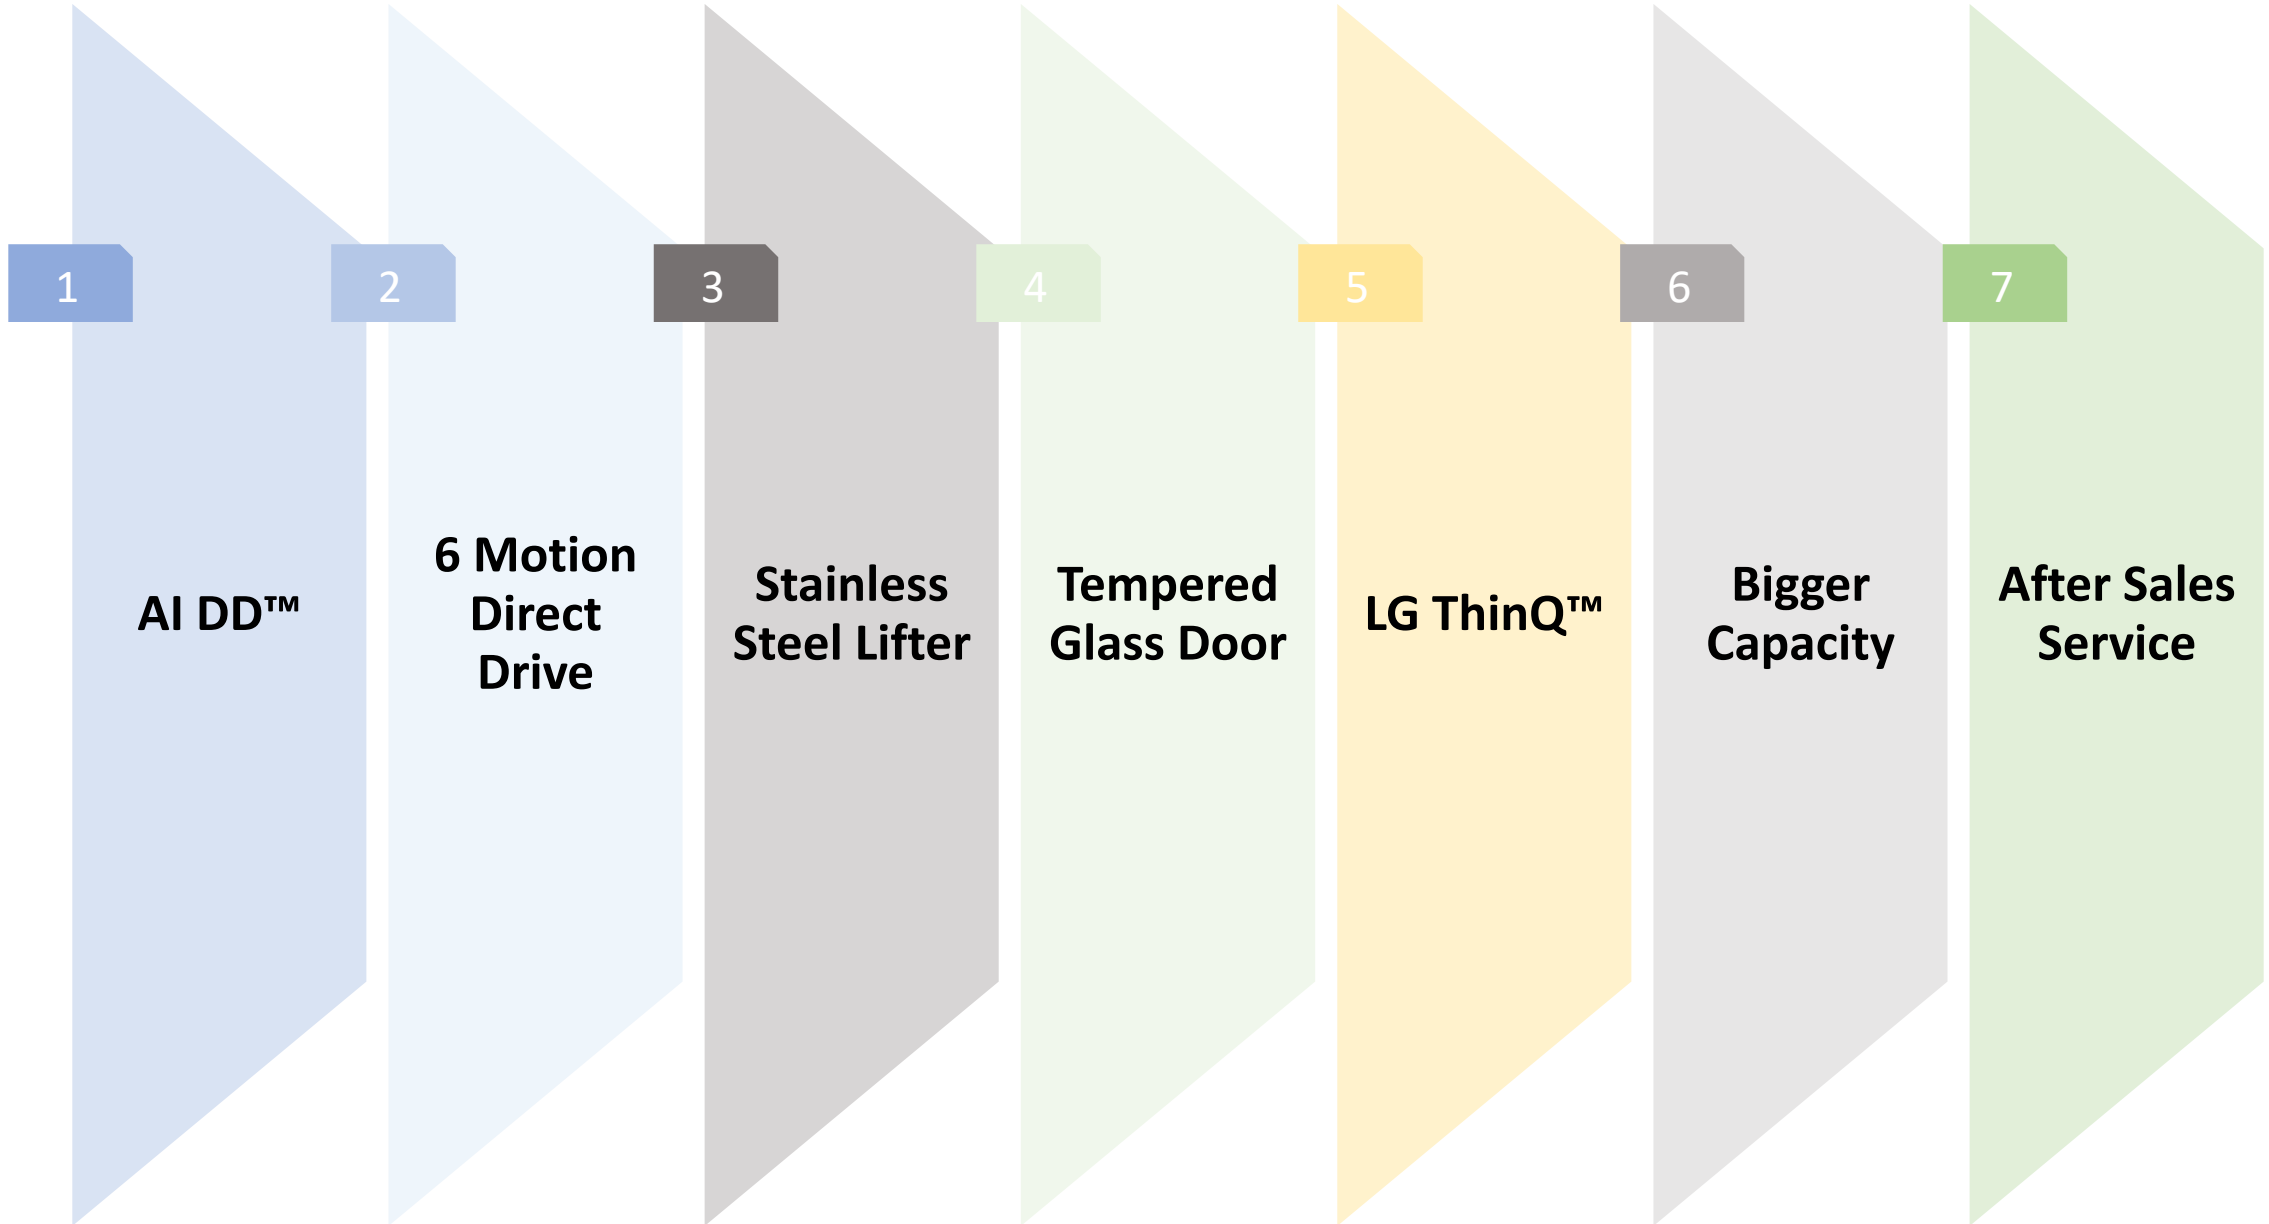 1
AI DD™
2
6 Motion
Direct
Drive
3
Stainless
Steel Lifter
4
Tempered
Glass Door
5
LG ThinQ™
6
Bigger
Capacity
7
After Sales
Service